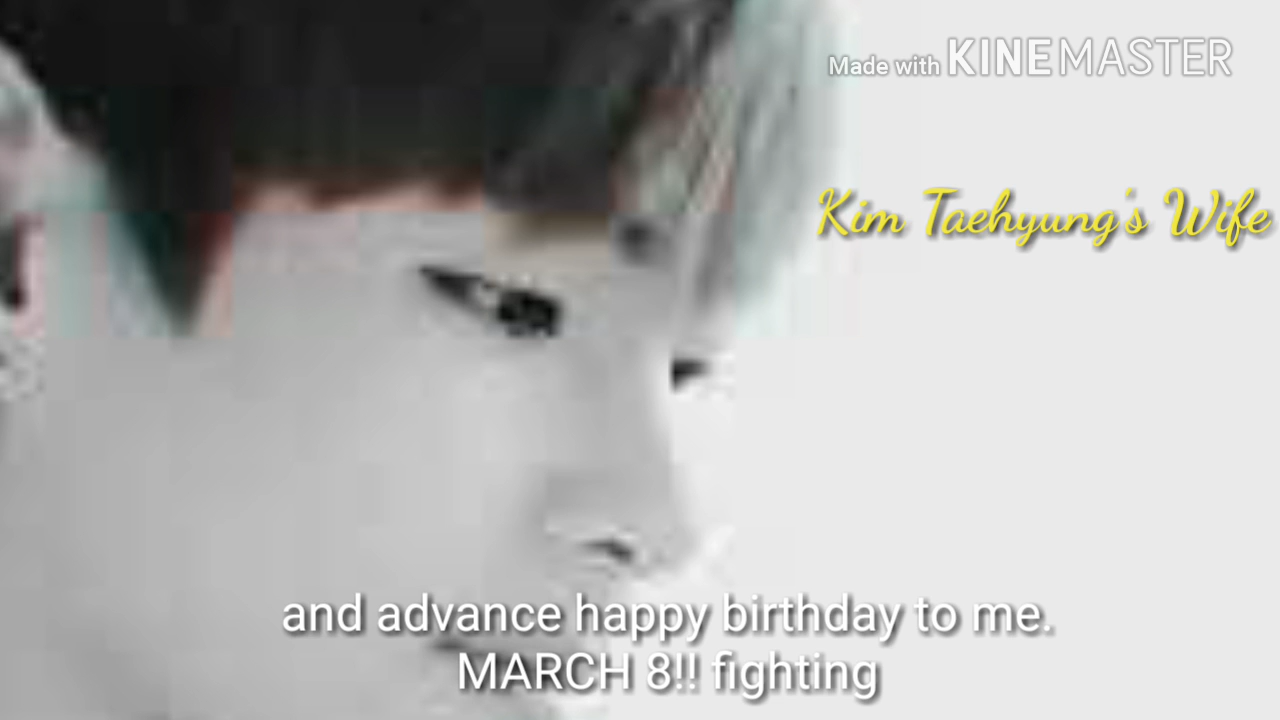 Made with KINEMASTER
Kim Taehyung's Wife
and advance happy birthday to me.
MARCH 8!! fighting